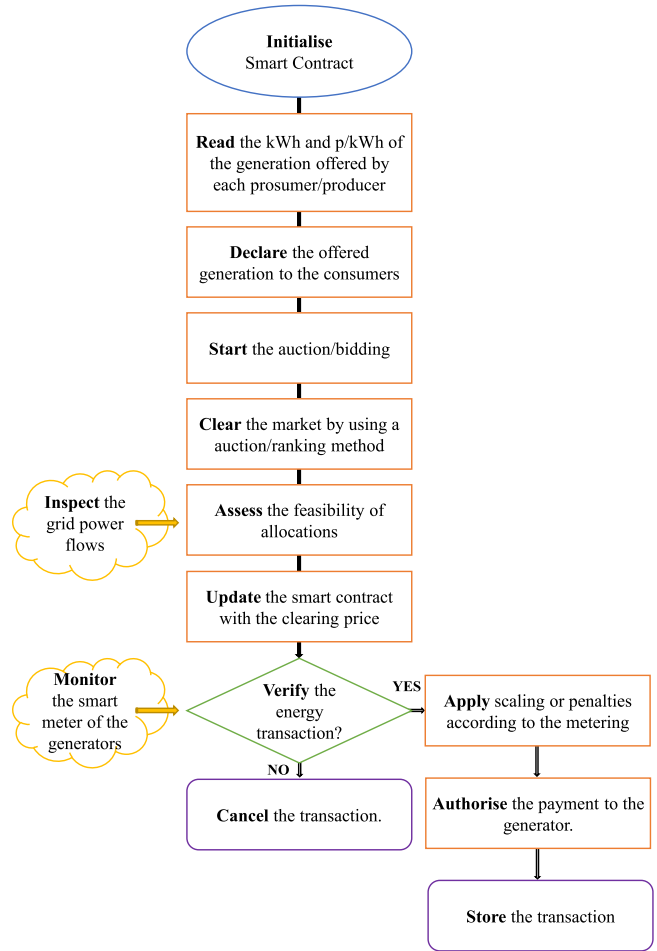 Initialise
Smart Contract
Read the kWh and p/kWh of
the generation offered by
each prosumer/producer
Declare the offered
generation to the consumers
Start the auction/bidding
Clear the market by using a
auction/ranking method
Inspect the
grid power
flows
Assess the feasibility of
allocations
Update the smart contract
with the clearing price
Monitor
the smart
meter of the
generators
Verify the
energy
transaction?
YES
Apply scaling or penalties
according to the metering
NO
Cancel the transaction.
Authorise the payment to the
generator.
Store the transaction